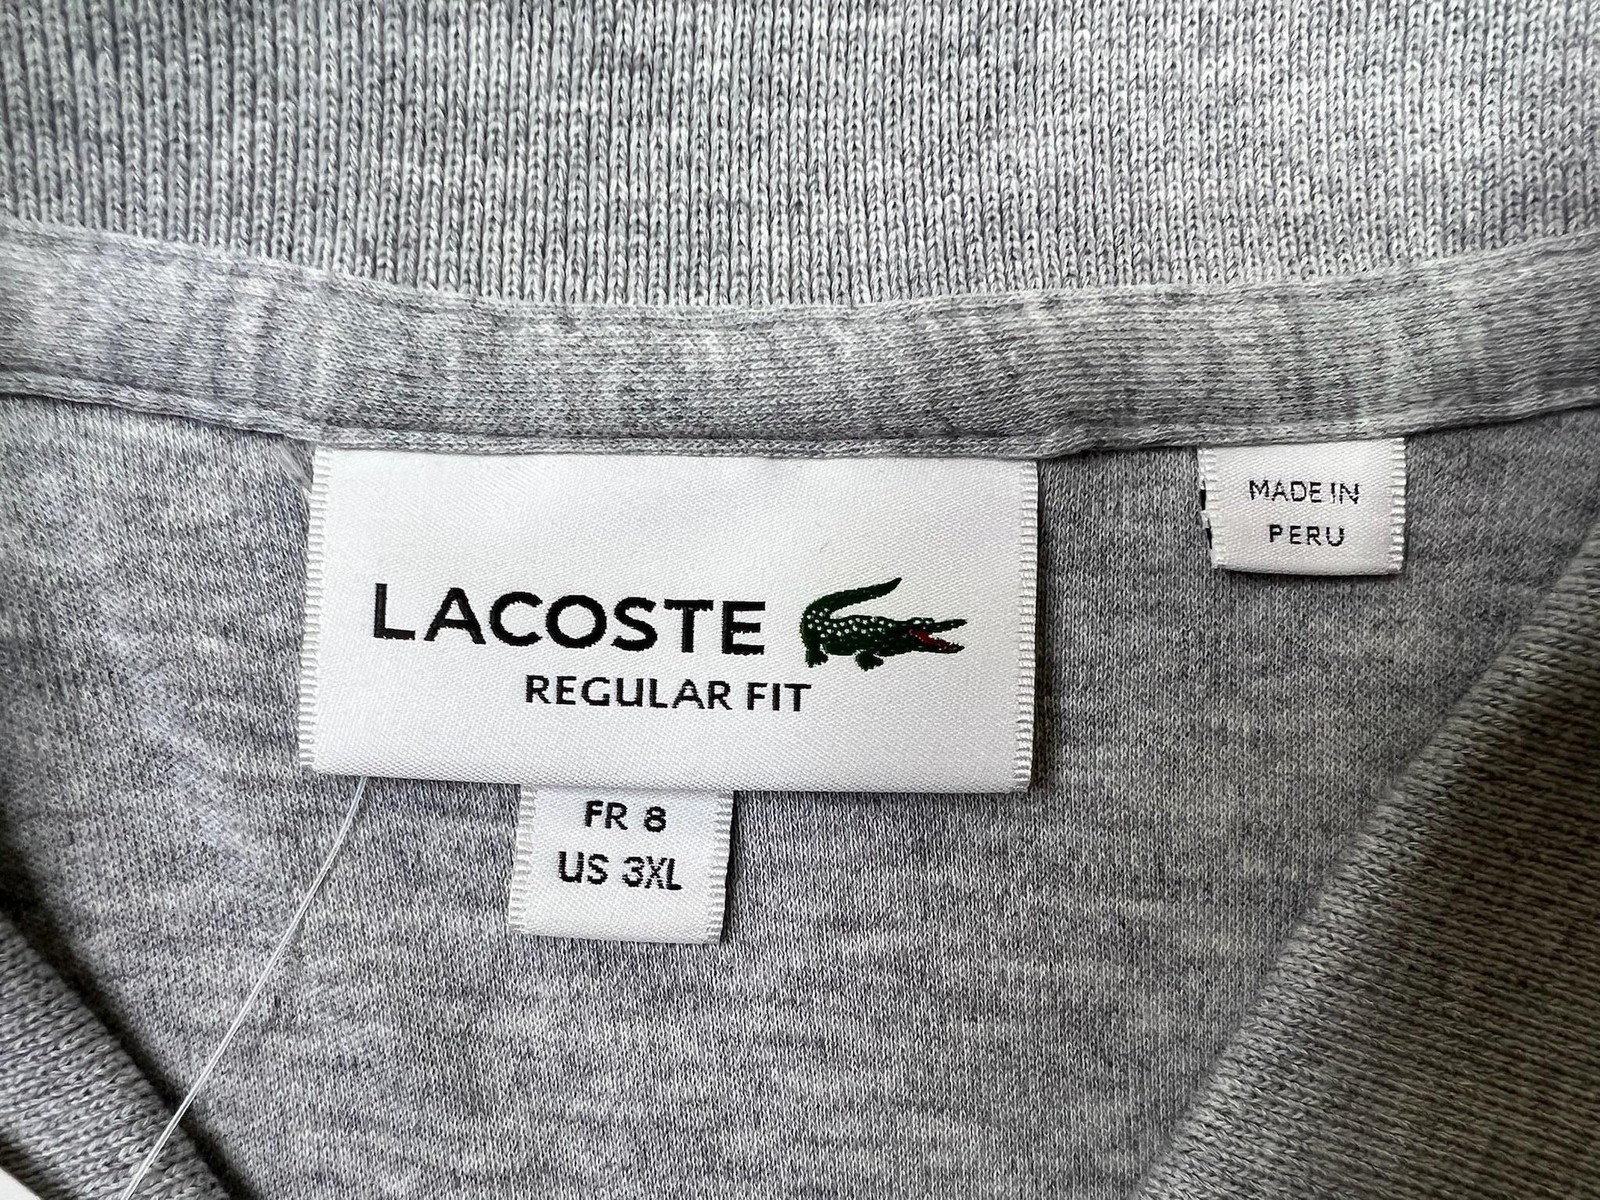 LACOSTE
REGULAR FIT
FR 8
US 3XL
MADE IN
PERU